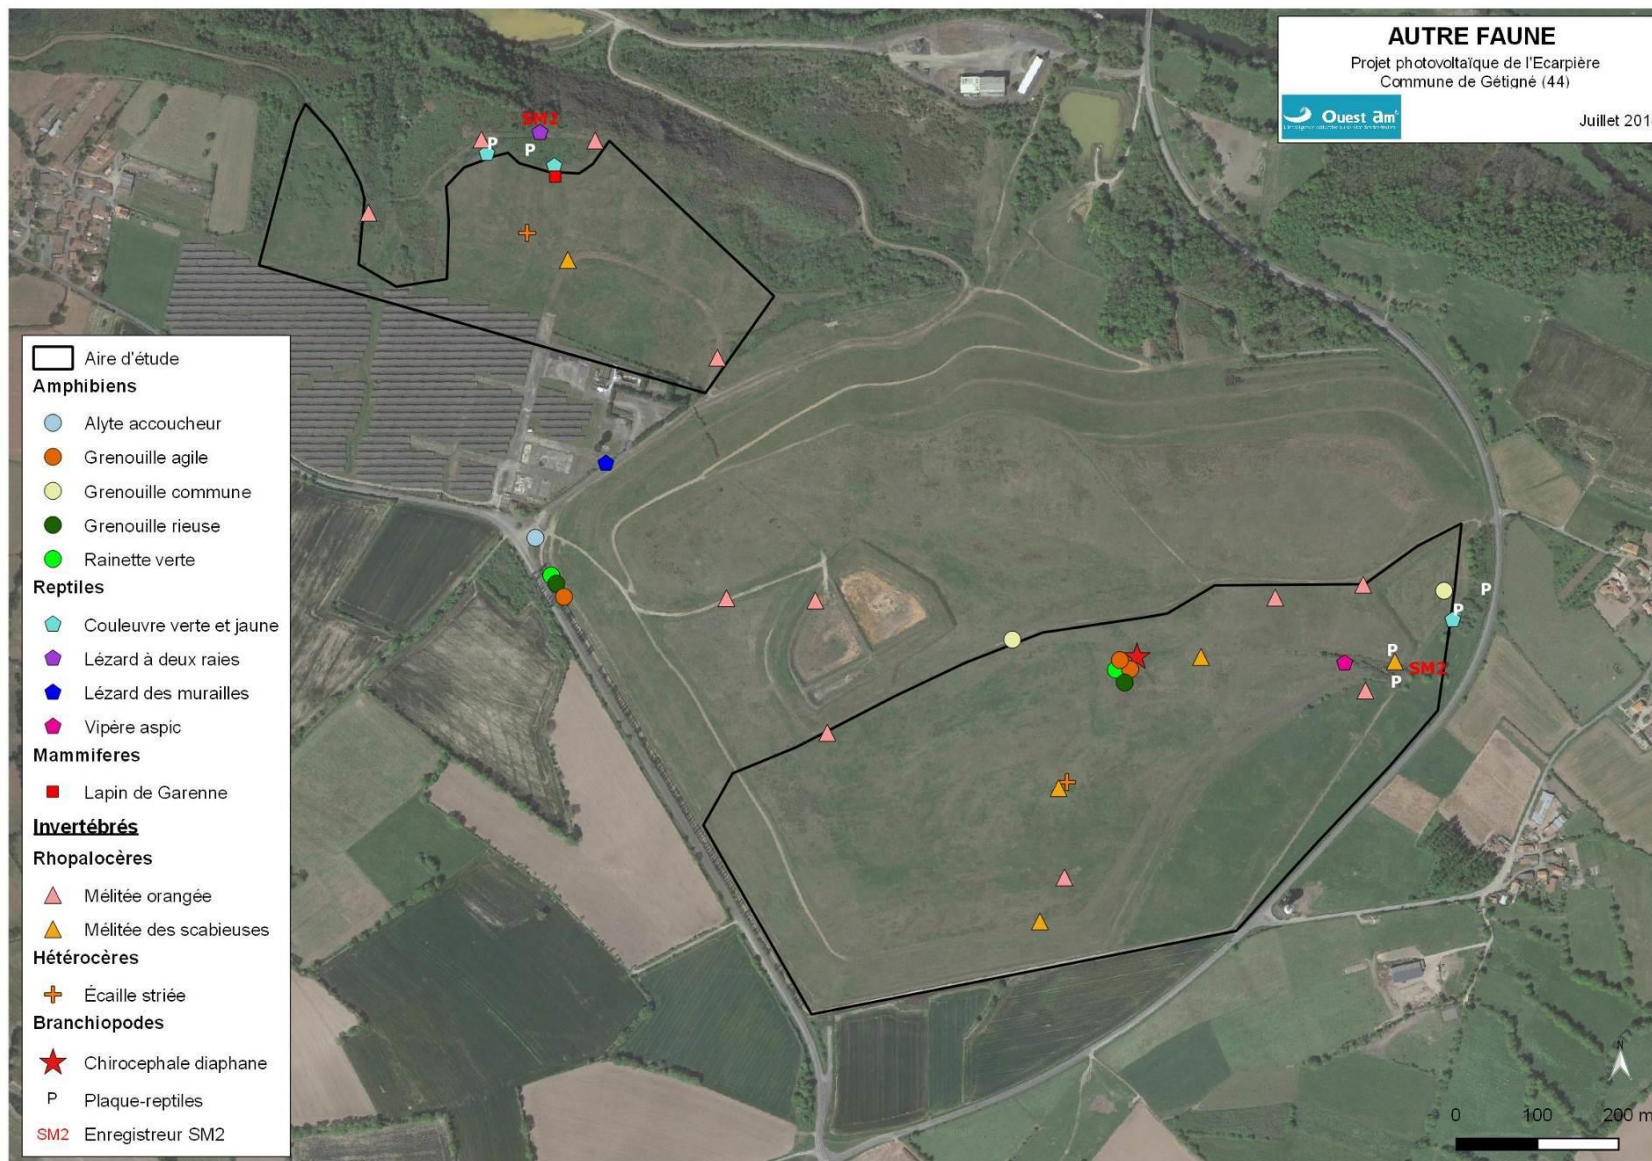 AUTRE FAUNE
Projet photovoltaïque de l'Ecarpière
Commune de Gétigné (44)
Ouest am'
Juillet 201
SM2
P
P
Aire d'étude
Amphibiens
Alyte accoucheur
Grenouille agile
Grenouille commune
Grenouille rieuse
Rainette verte
Reptiles
Couleuvre verte et jaune
Lézard à deux raies
Lézard des murailles
Vipère aspic
Mammiferes
Lapin de Garenne
Invertébrés
Rhopalocères
Mélitée orangée
Mélitée des scabieuses
Hétérocères
Écaille striée
Branchiopodes
Chirocephale diaphane
P Plaque-reptiles
SM2 Enregistreur SM2
P
P
P
SM2
P
N
0 100 200 m